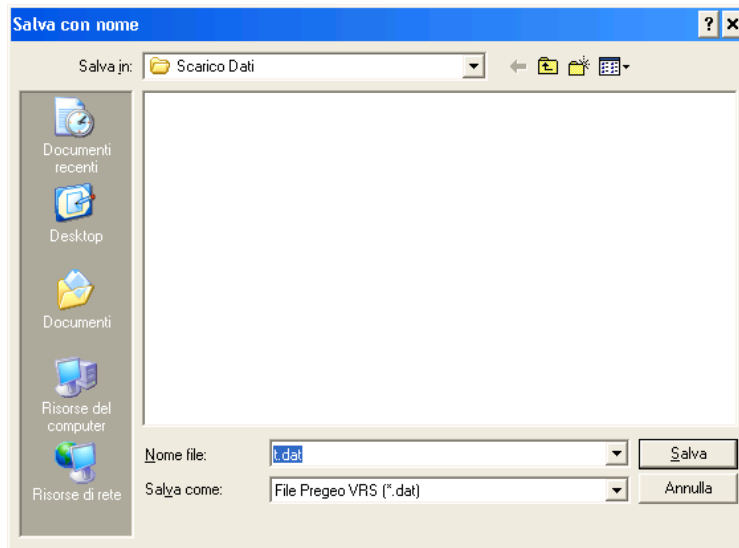 Salva con nome
Salva in:
Scarico Dati
Documenti
recenti
Desktop
Documenti
Risorse del
computer
Risorse di rete
Nome file:
t.dat
Salva
Salva come:
File Pregeo VRS (*.dat)
Annulla